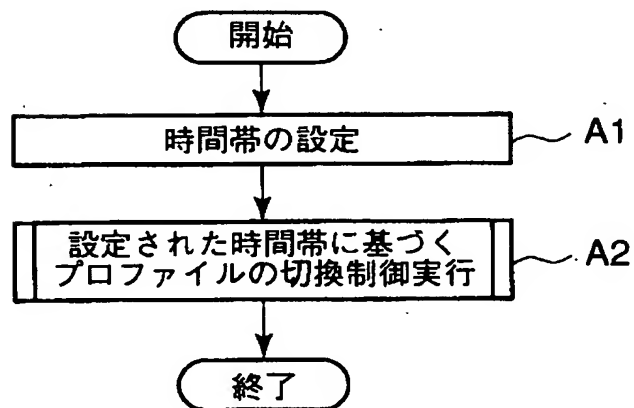 開始
時間帯の設定
A1
設定された時間帯に基づく
プロファイルの切換制御実行
A2
終了